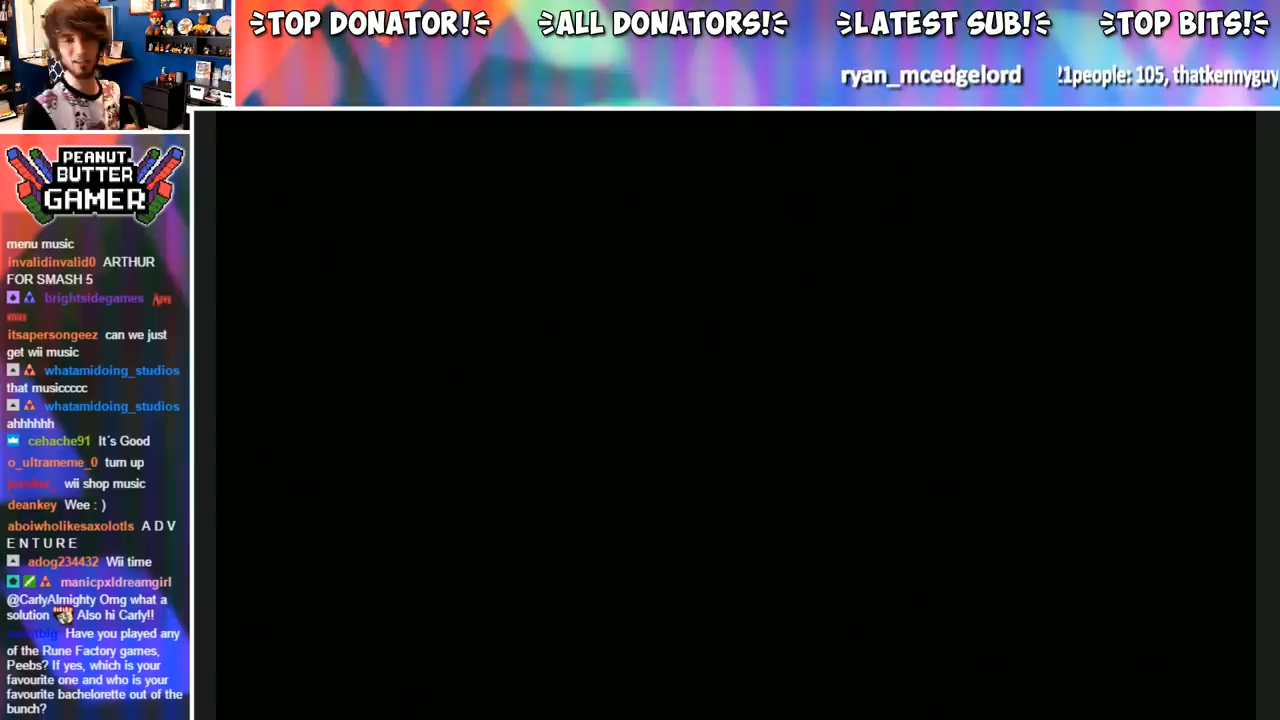 TOP DONATOR!
ALL DONATORS!
LATEST SUB!
TOP BITS!
ryan_mcedgelord
21people: 105, thatkennyguy
PEANUT
BUTTER
GAMER
menu music
invalidinvalid0 ARTHUR
FOR SMASH 5
brightsidegames
itsapersongeez can we just
get wii music
whatamidoing_studios
that musiccccc
whatamidoing_studios
ahhhhhh
cehache91 It´s Good
o_ultrameme_0 turn up
wii shop music
deankey Wee : )
aboiwholikesaxolotls A D V
E N T U R E
adog234432 Wii time
manicpxldreamgirl
@CarlyAlmighty Omg what a
solution Also hi Carly!!
Have you played any
of the Rune Factory games,
Peebs? If yes, which is your
favourite one and who is your
favourite bachelorette out of the
bunch?